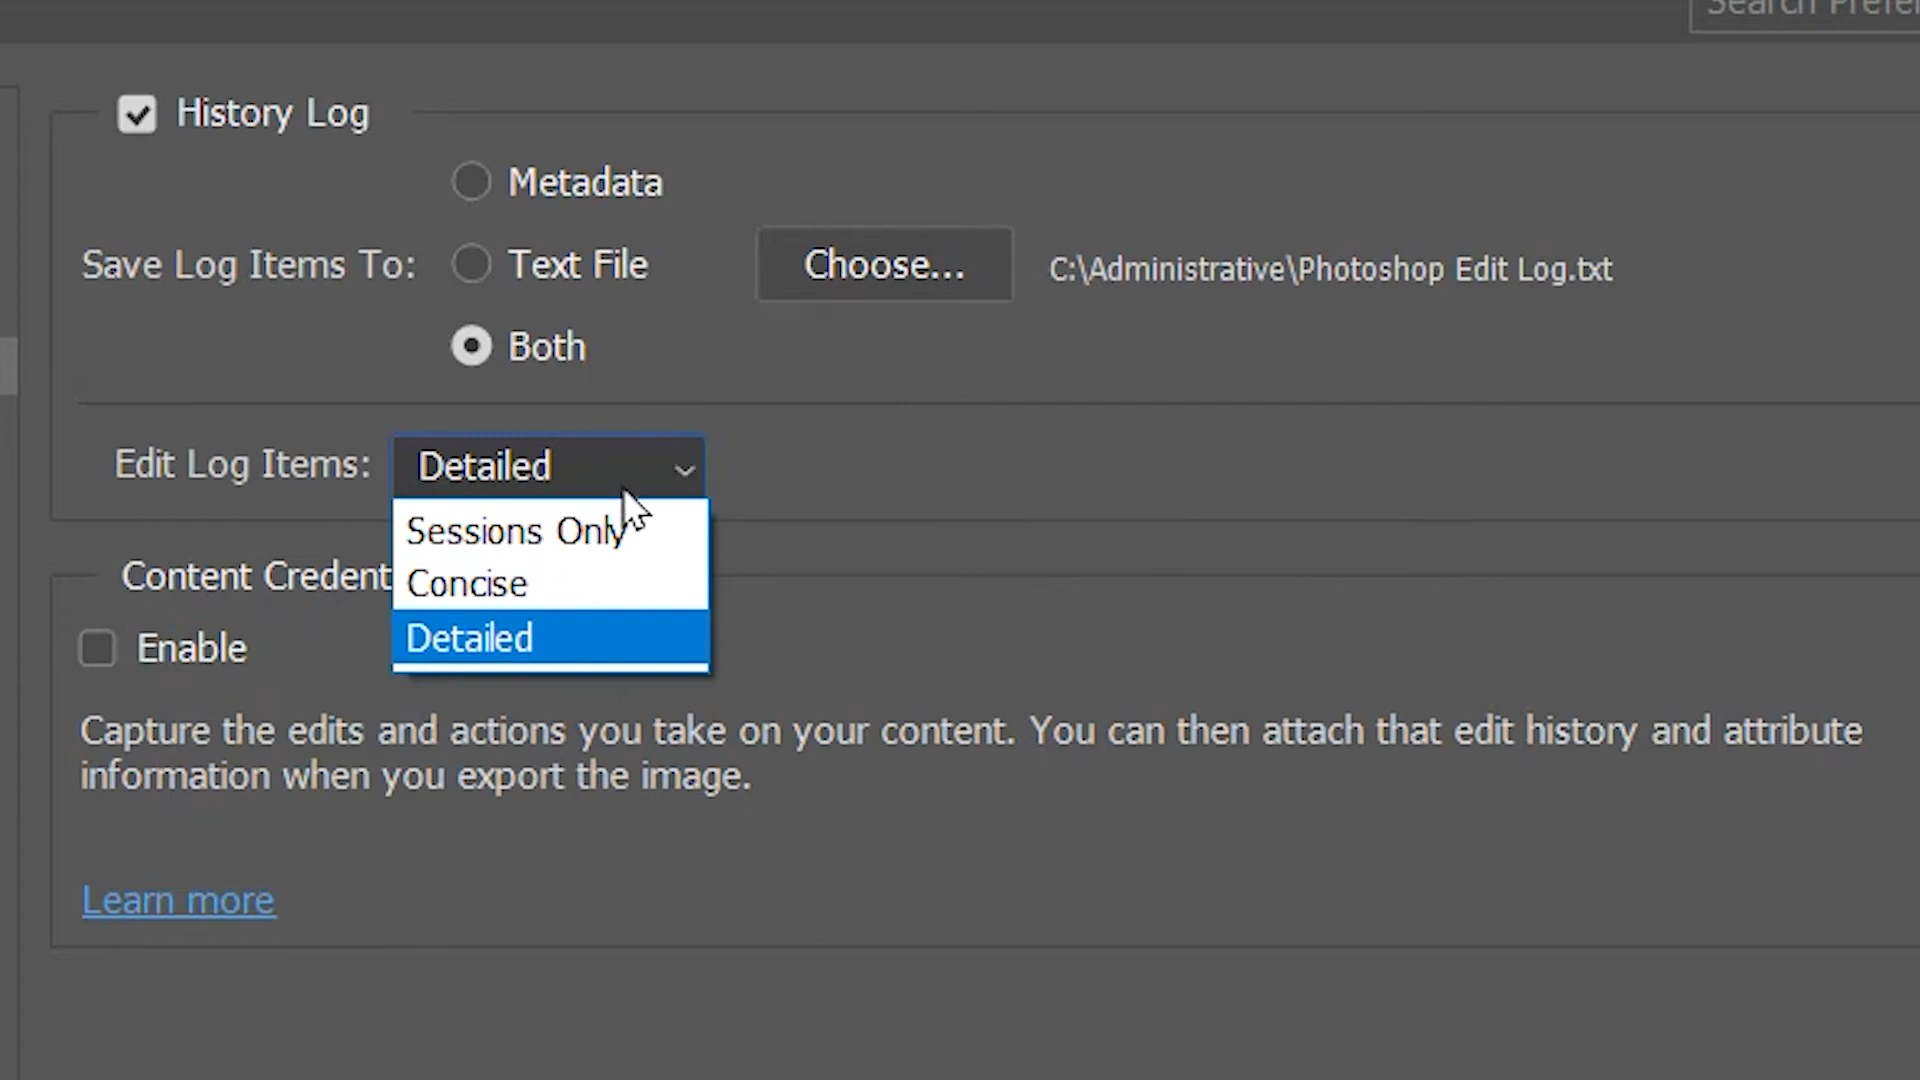 Search
History Log
Metadata
Save Log Items To:
Text File
Choose...
C:\Administrative\Photoshop Edit Log.txt
Both
Edit Log Items:
Detailed
Sessions Only
Concise
Detailed
Content Credent
Enable
Capture the edits and actions you take on your content. You can then attach that edit history and attribute
information when you export the image.
Learn more